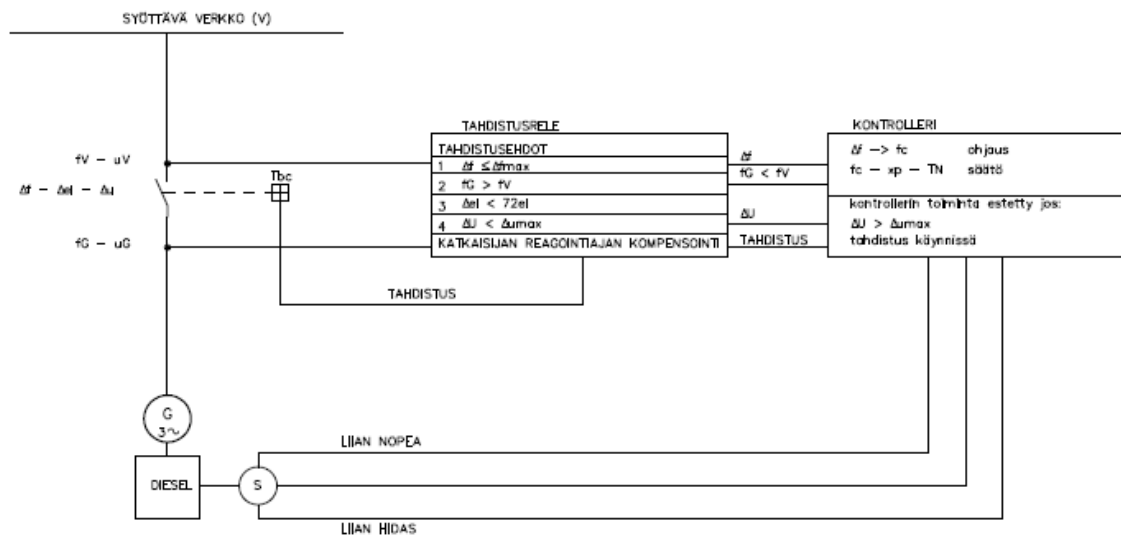 SYÖTTÄVÄ VERKKO (V)
fV - uV
Δf - Δel - Δu
fG - uG
Tbc
TAHDISTUSRELE
TAHDISTUSEHDOT
1 Δf ≤ Δfmax
2 fG > fV
3 Δel < 72el
4 ΔU < Δumax
KATKAISIJAN REAGOINTIAJAN KOMPENSOINTI
TAHDISTUS
Δf
fG < fV
ΔU
TAHDISTUS
KONTROLLERI
Δf -> fc ohjaus
fc - xp - TN säätö
kontrollerin toiminta estetty jos:
ΔU > Δumax
tahdistus käynnissä
G
3~
DIESEL
S
LIIAN NOPEA
LIIAN HIDAS